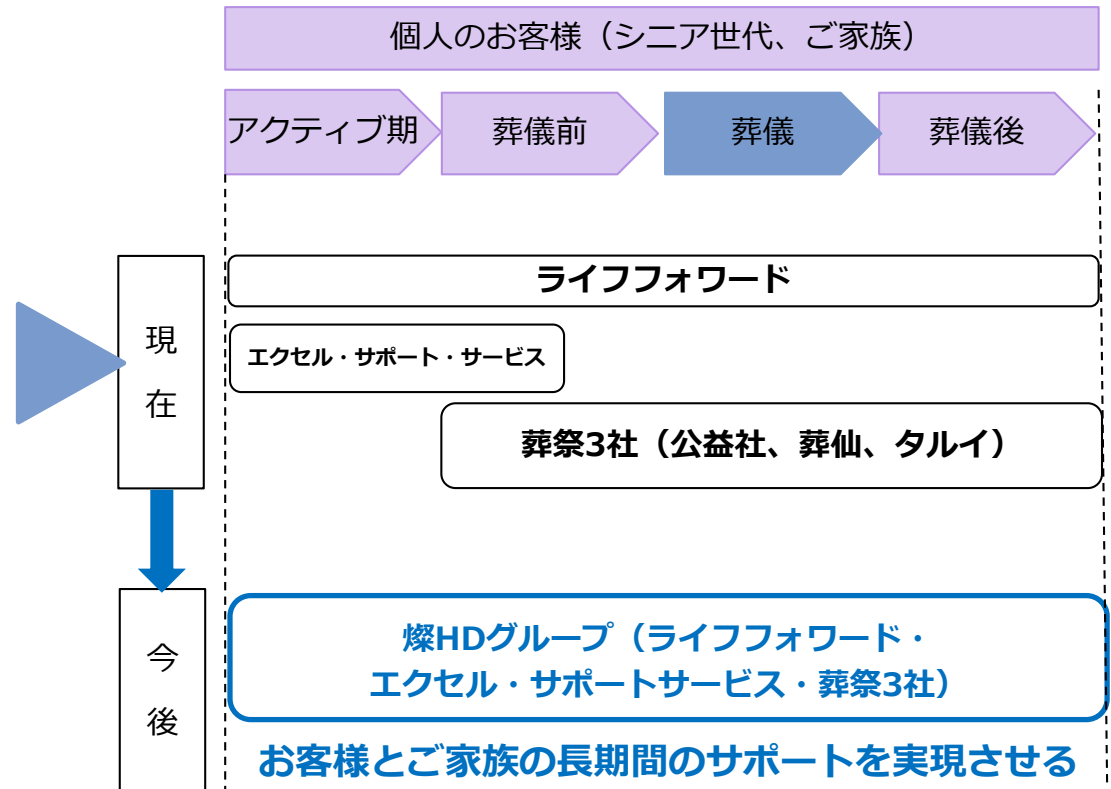 個人のお客様（シニア世代、ご家族）
アクティブ期
葬儀前
葬儀
葬儀後
現
在
ライフフォワード
エクセル・サポート・サービス
葬祭3社（公益社、葬仙、タルイ）
今
後
燦HDグループ（ライフフォワード・
エクセル・サポートサービス・葬祭3社）
お客様とご家族の長期間のサポートを実現させる